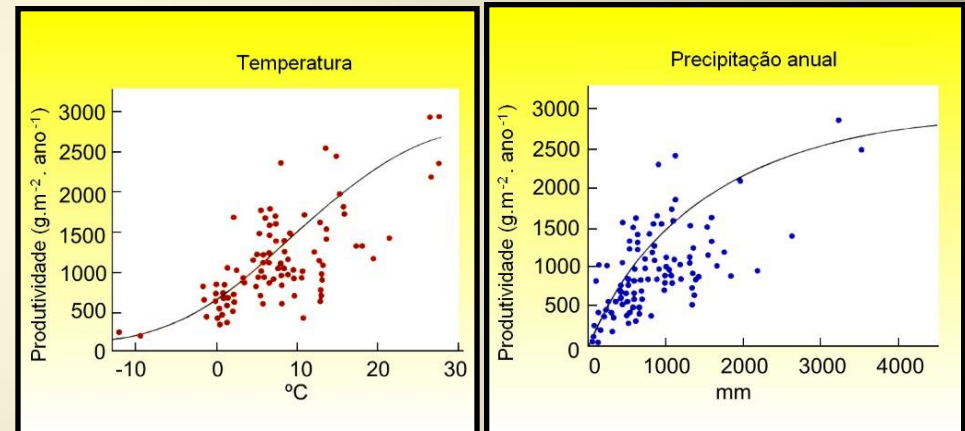 Temperatura
Produtividade (g.m⁻². ano⁻¹)
3000
2500
2000
1500
1000
500
0
-10 0 10 20 30
ºC
Precipitação anual
Produtividade (g.m⁻². ano⁻¹)
3000
2500
2000
1500
1000
500
0
0 1000 2000 3000 4000
mm